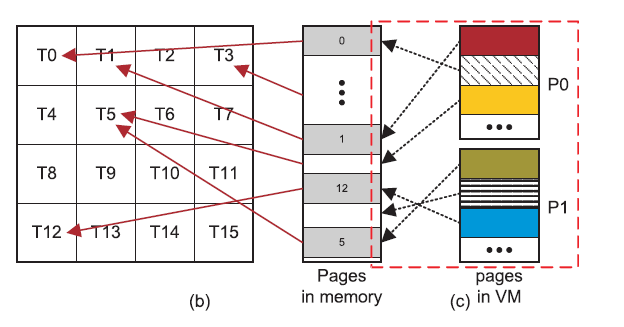 T0 T1 T2 T3
T4 T5 T6 T7
T8 T9 T10 T11
T12 T13 T14 T15
(b)
0
1
12
5
Pages
in memory
P0
P1
pages
in VM
(c)